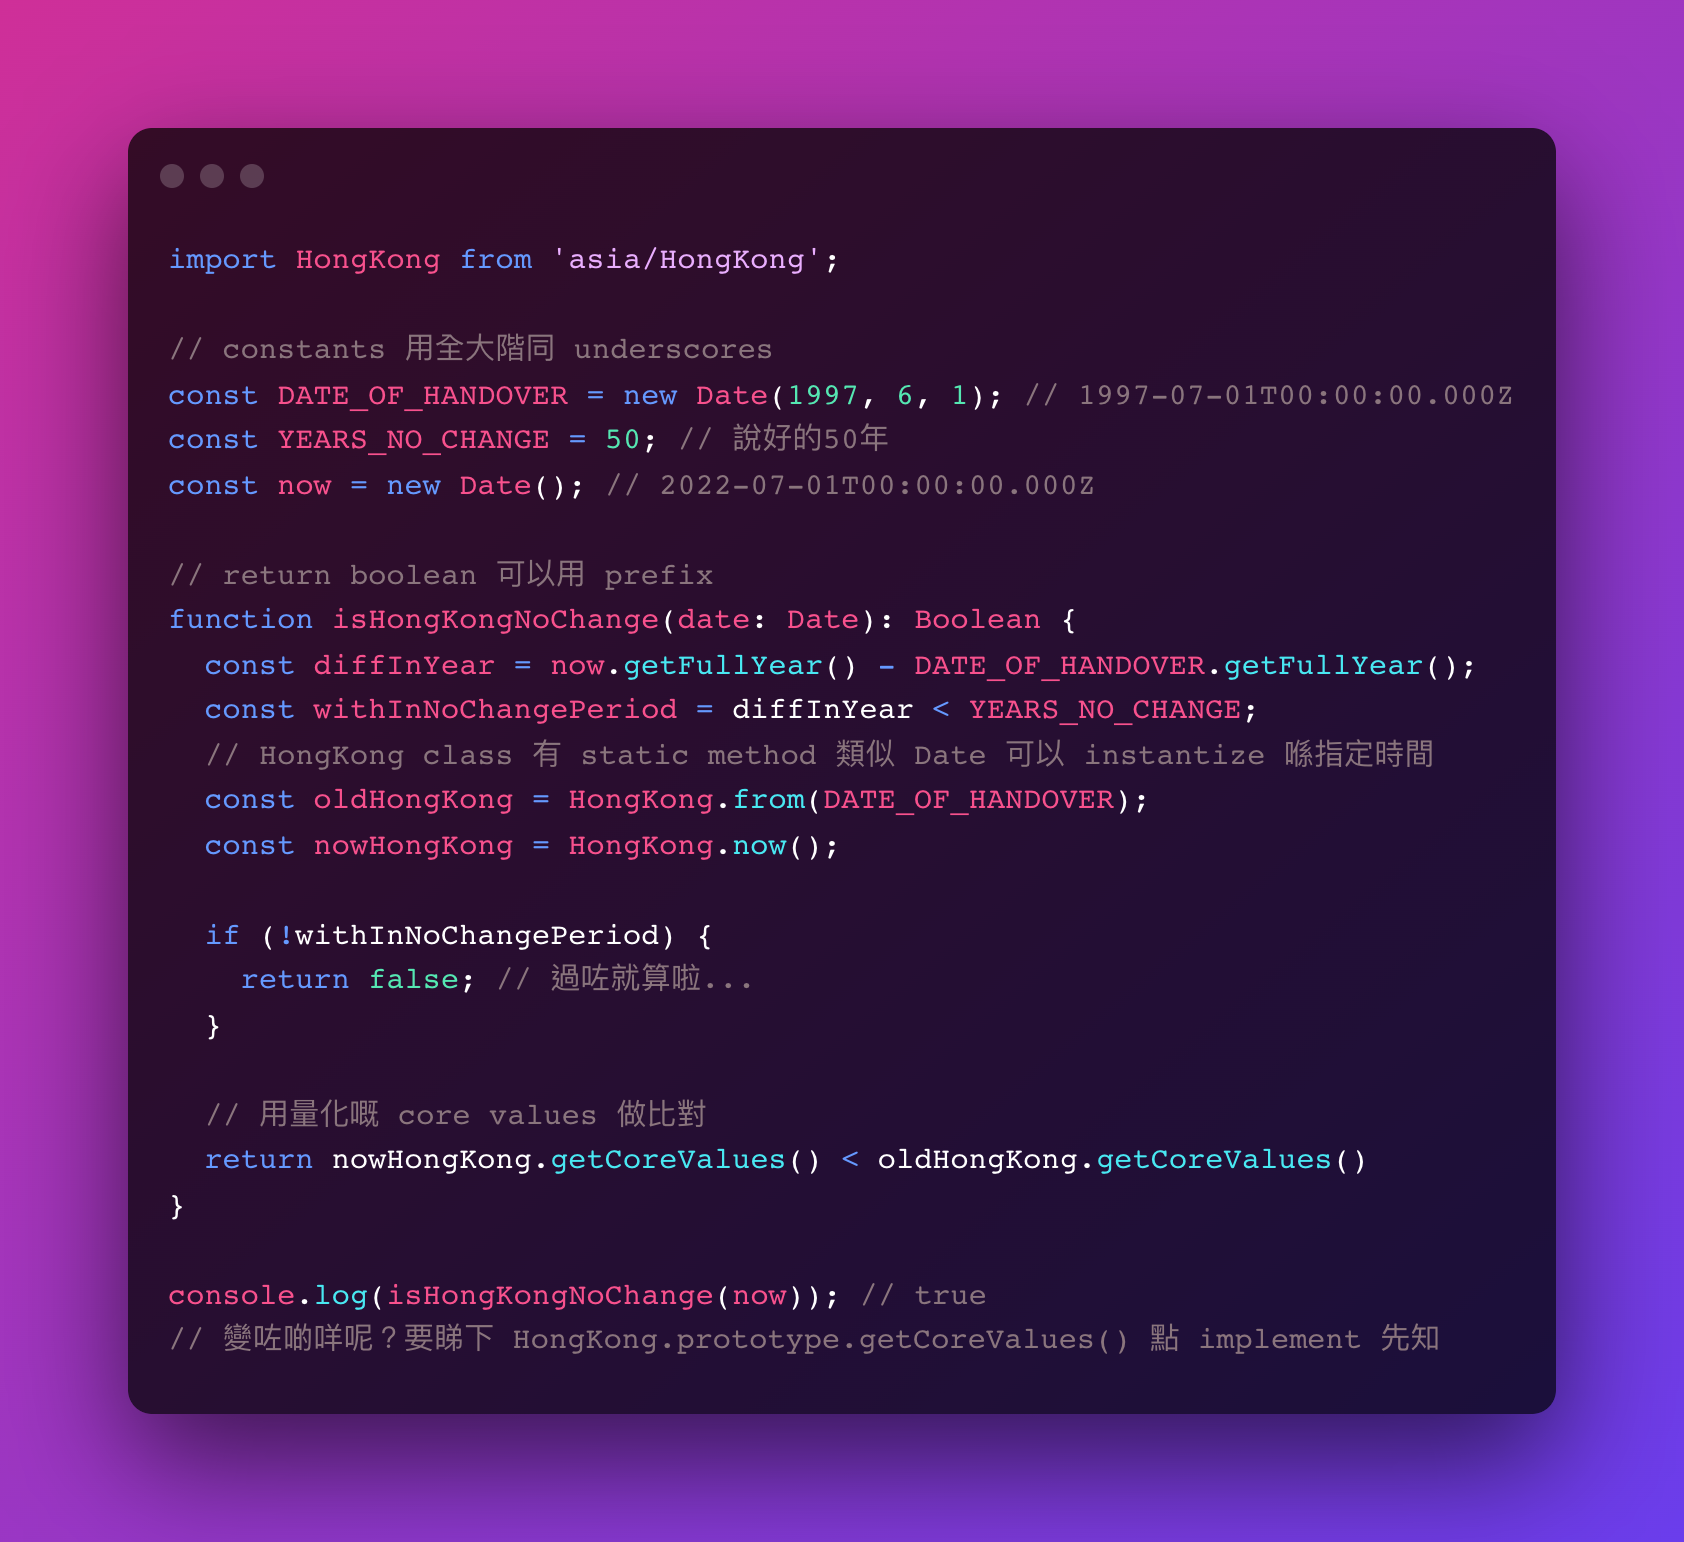 import HongKong from 'asia/HongKong';
// constants 用全大階同 underscores
const DATE_OF_HANDOVER = new Date(1997, 6, 1); // 1997-07-01T00:00:00.000Z
const YEARS_NO_CHANGE = 50; // 說好的50年
const now = new Date(); // 2022-07-01T00:00:00.000Z
// return boolean 可以用 prefix
function isHongKongNoChange(date: Date): Boolean {
  const diffInYear = now.getFullYear() - DATE_OF_HANDOVER.getFullYear();
  const withInNoChangePeriod = diffInYear < YEARS_NO_CHANGE;
  // HongKong class 有 static method 類似 Date 可以 instantize 喺指定時間
  const oldHongKong = HongKong.from(DATE_OF_HANDOVER);
  const nowHongKong = HongKong.now();
  if (!withInNoChangePeriod) {
    return false; // 過咗就算啦...
  }
  // 用量化嘅 core values 做比對
  return nowHongKong.getCoreValues() < oldHongKong.getCoreValues()
}
console.log(isHongKongNoChange(now)); // true
// 變咗啲咩呢？要睇下 HongKong.prototype.getCoreValues() 點 implement 先知